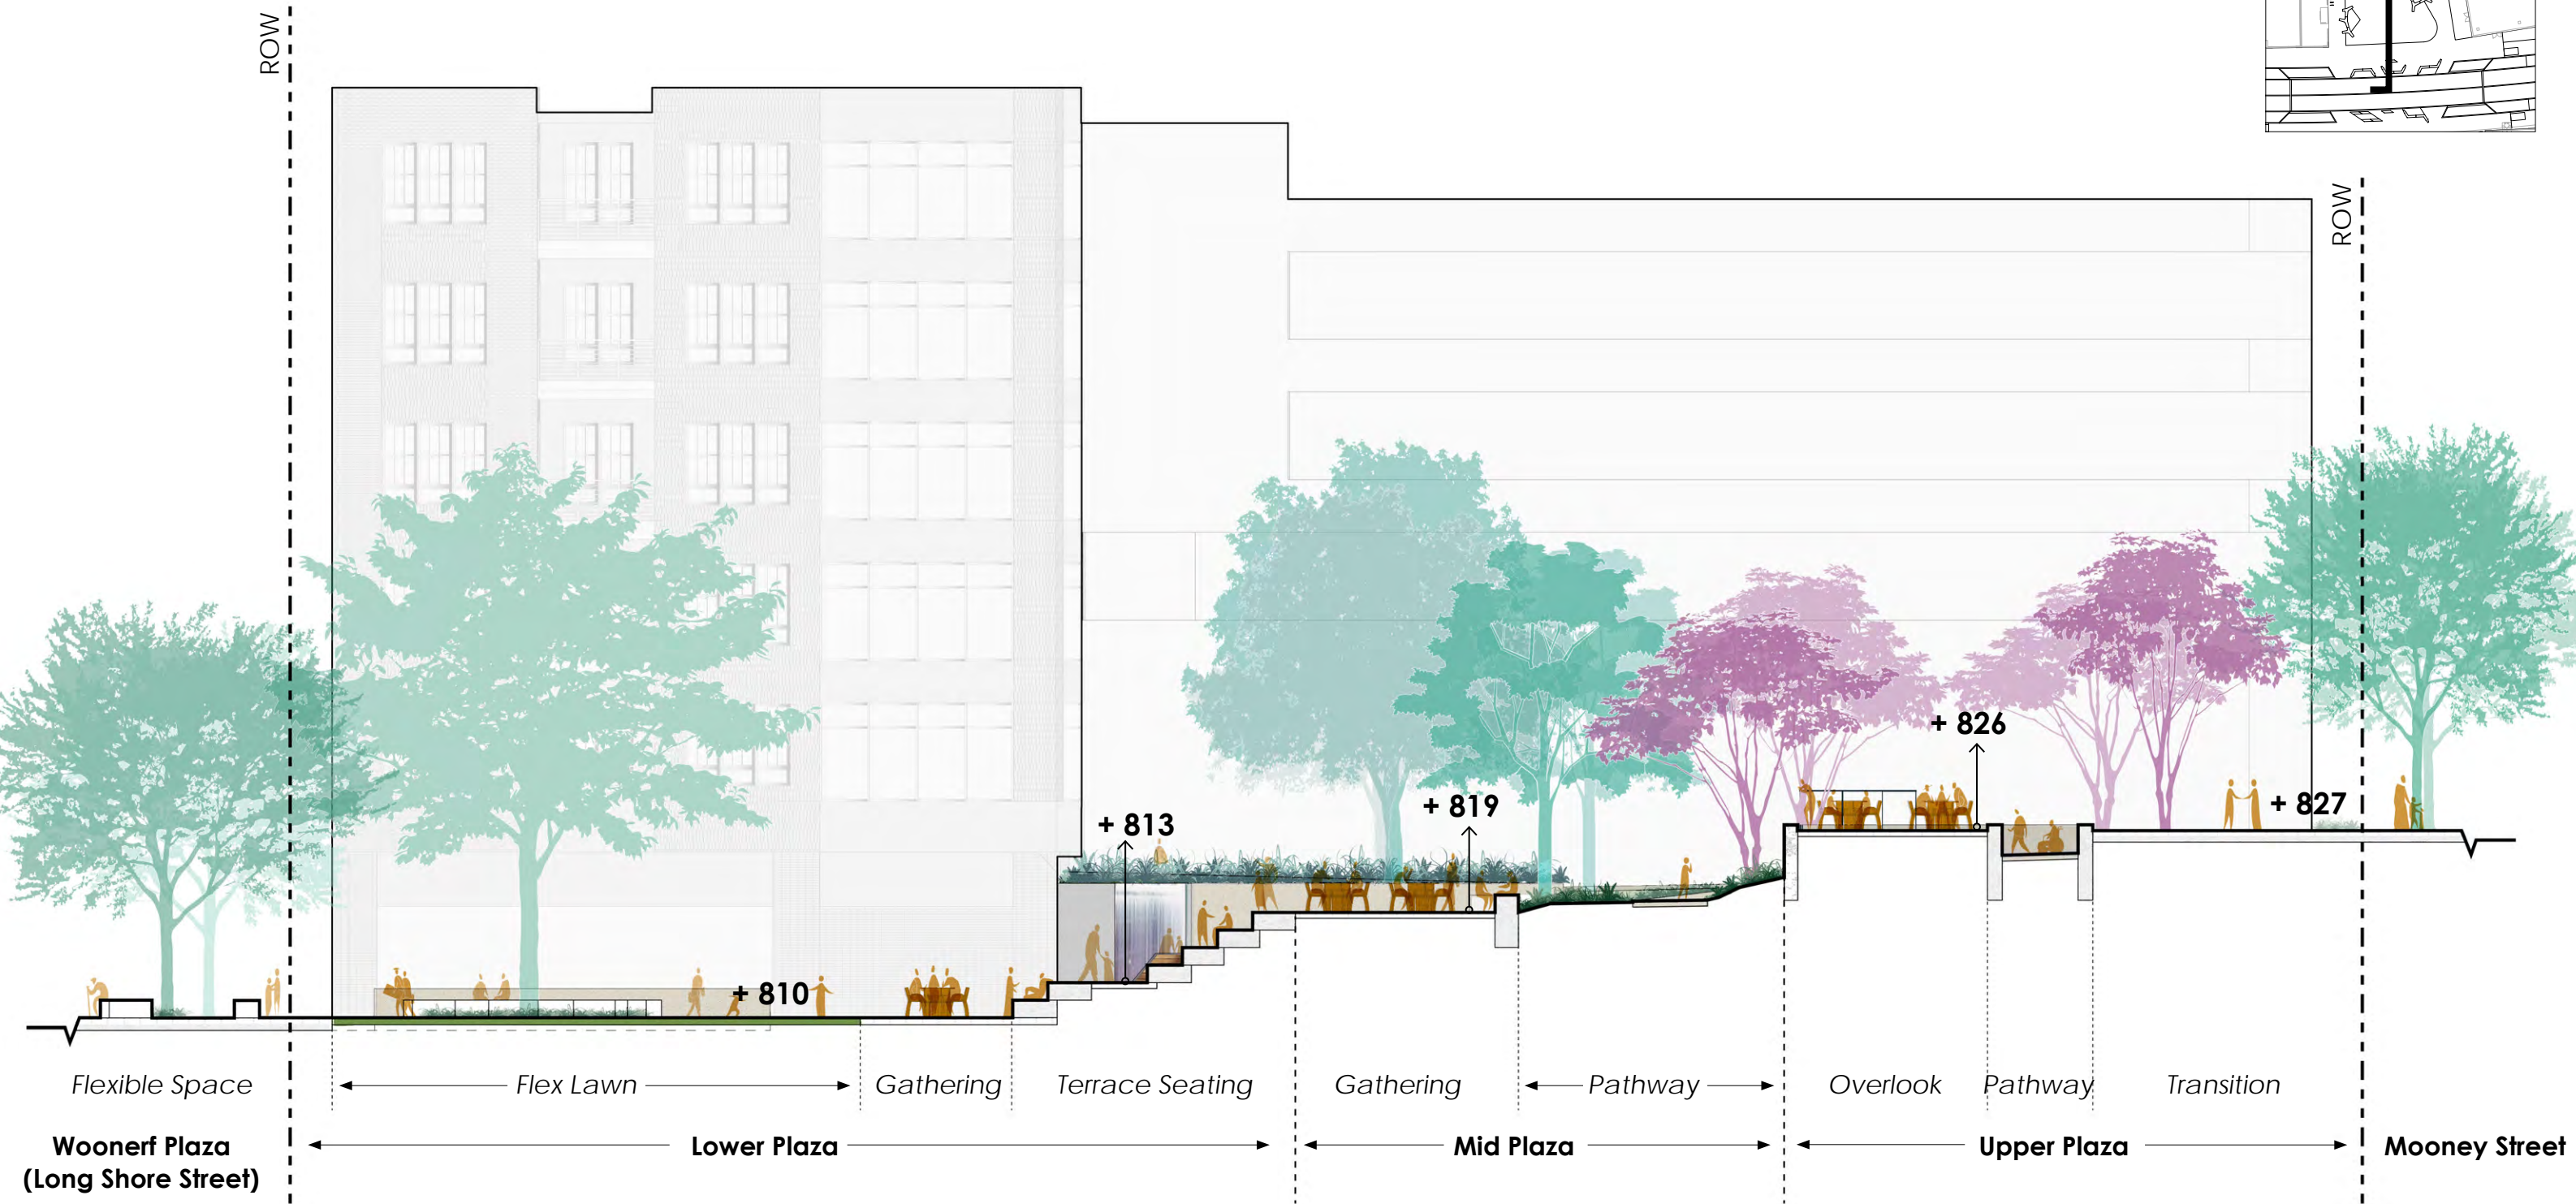 ROW
ROW
+ 826
+ 827
+ 819
+ 813
+ 810
Flexible Space
Flex Lawn
Gathering
Terrace Seating
Gathering
Pathway
Overlook
Pathway
Transition
Woonerf Plaza
(Long Shore Street)
Lower Plaza
Mid Plaza
Upper Plaza
Mooney Street